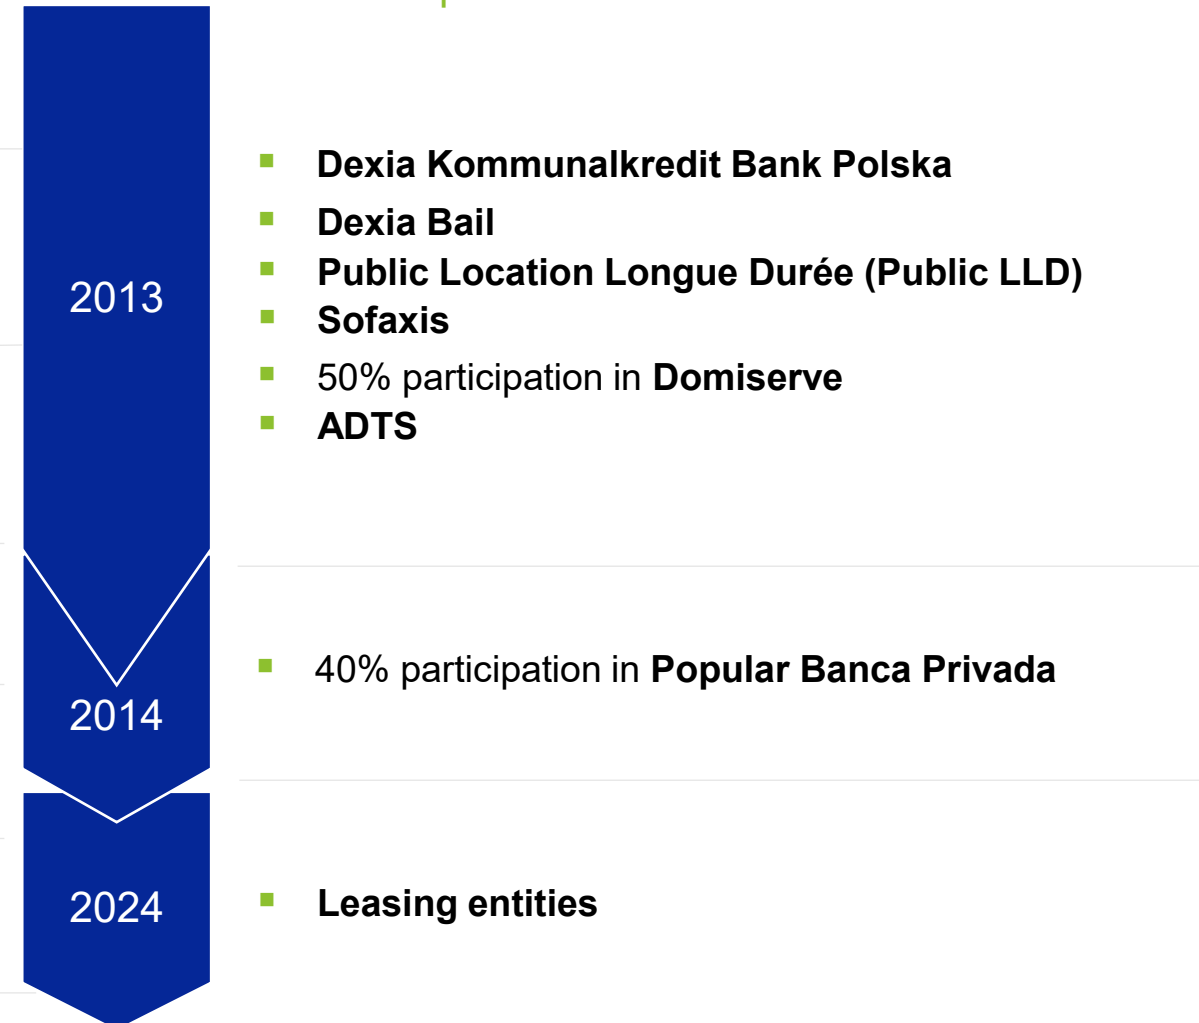 2013
Dexia Kommunalkredit Bank Polska
Dexia Bail
Public Location Longue Durée (Public LLD)
Sofaxis
50% participation in Domiserve
ADTS
2014
40% participation in Popular Banca Privada
2024
Leasing entities